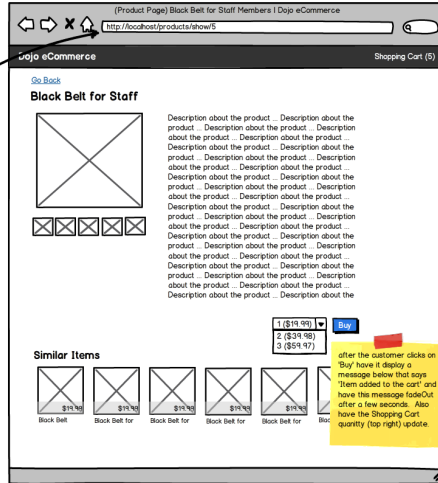 (Product Page) Black Belt for Staff Members | Dojo eCommerce
http://localhost/products/show/5
Dojo eCommerce
Shopping Cart (5)
Go Back
Black Belt for Staff
Description about the product ... Description about the
product ... Description about the product ... Description
about the product ... Description about the product ...
Description about the product ... Description about the
product ... Description about the product ... Description
about the product ... Description about the product ...
Description about the product ... Description about the
product ... Description about the product ... Description
about the product ... Description about the product ...
Description about the product ... Description about the
product ... Description about the product ... Description
about the product ... Description about the product ...
Description about the product ... Description about the
product ... Description about the product ... Description
about the product ... Description about the product ...
Description about the product ... Description about the
product ... Description about the product ... Description
about the product ... Description about the product ...
Description about the product ... Description about the
1 ($19.99)
Buy
2 ($39.98)
3 ($59.97)
after the customer clicks on
'Buy' have it display a
message below that says
'Item added to the cart' and
have this message fadeOut
after a few seconds. Also
have the Shopping Cart
quanitty (top right) update.
Similar Items
$19.99 $19.99 $19.99 $19.99 $19.99
Black Belt Black Belt for Black Belt for Black Belt for Black Belt for